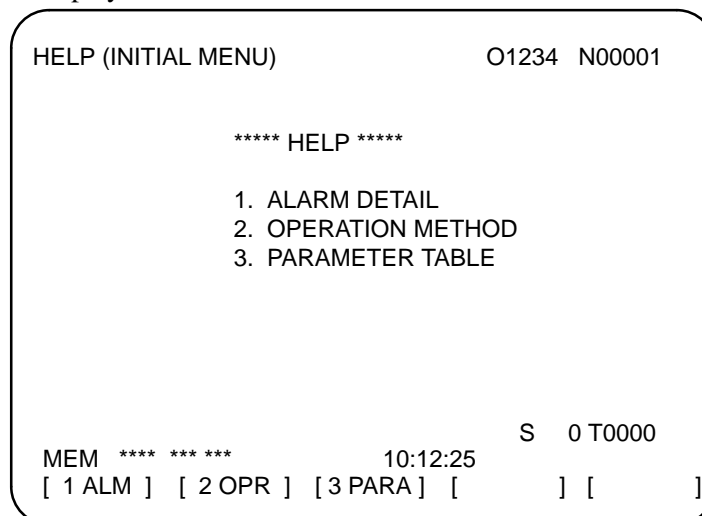 HELP (INITIAL MENU) O1234 N00001
***** HELP *****
1. ALARM DETAIL
2. OPERATION METHOD
3. PARAMETER TABLE
S 0 T0000
MEM **** *** *** 10:12:25
[ 1 ALM ] [ 2 OPR ] [ 3 PARA ] [ ] [ ]